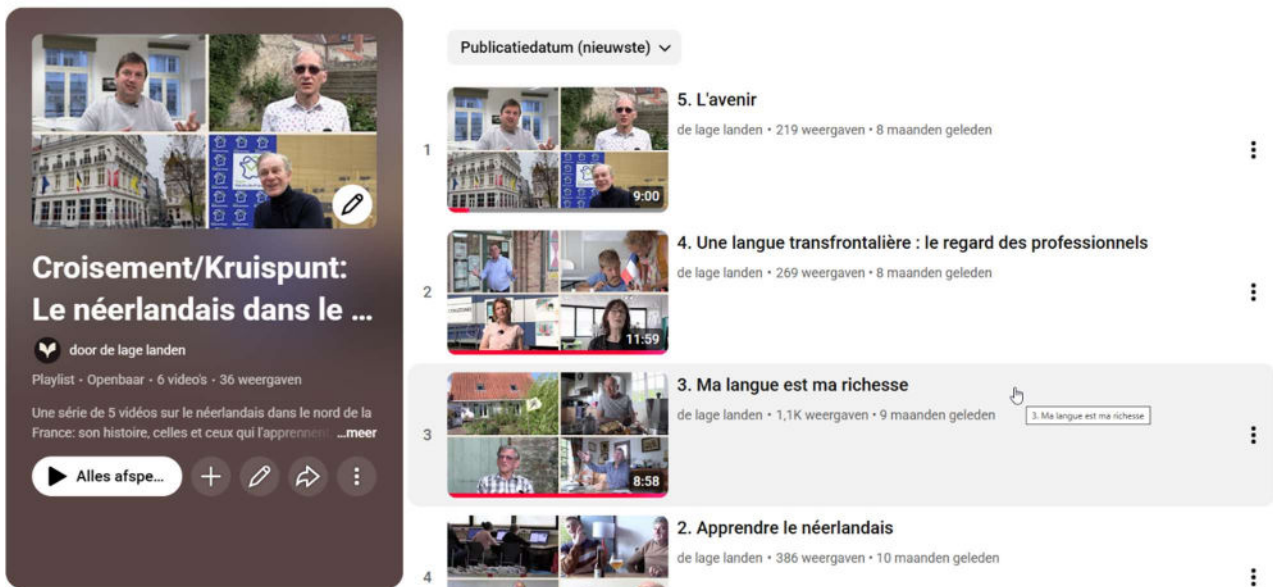 Croisement/Kruispunt:
Le néerlandais dans le ...
door de lage landen
Playlist • Openbaar • 6 video's • 36 weergaven
Une série de 5 vidéos sur le néerlandais dans le nord de la
France: son histoire, celles et ceux qui l'apprennent, ...meer
Alles afspe...
Publicatiedatum (nieuwste)
1
9:00
5. L'avenir
de lage landen • 219 weergaven • 8 maanden geleden
2
11:59
4. Une langue transfrontalière : le regard des professionnels
de lage landen • 269 weergaven • 8 maanden geleden
3
8:58
3. Ma langue est ma richesse
de lage landen • 1,1K weergaven • 9 maanden geleden
3. Ma langue est ma richesse
4
2. Apprendre le néerlandais
de lage landen • 386 weergaven • 10 maanden geleden